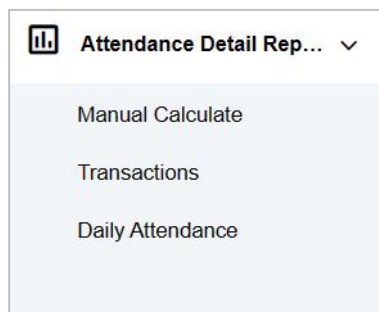 Attendance Detail Rep...
Manual Calculate
Transactions
Daily Attendance